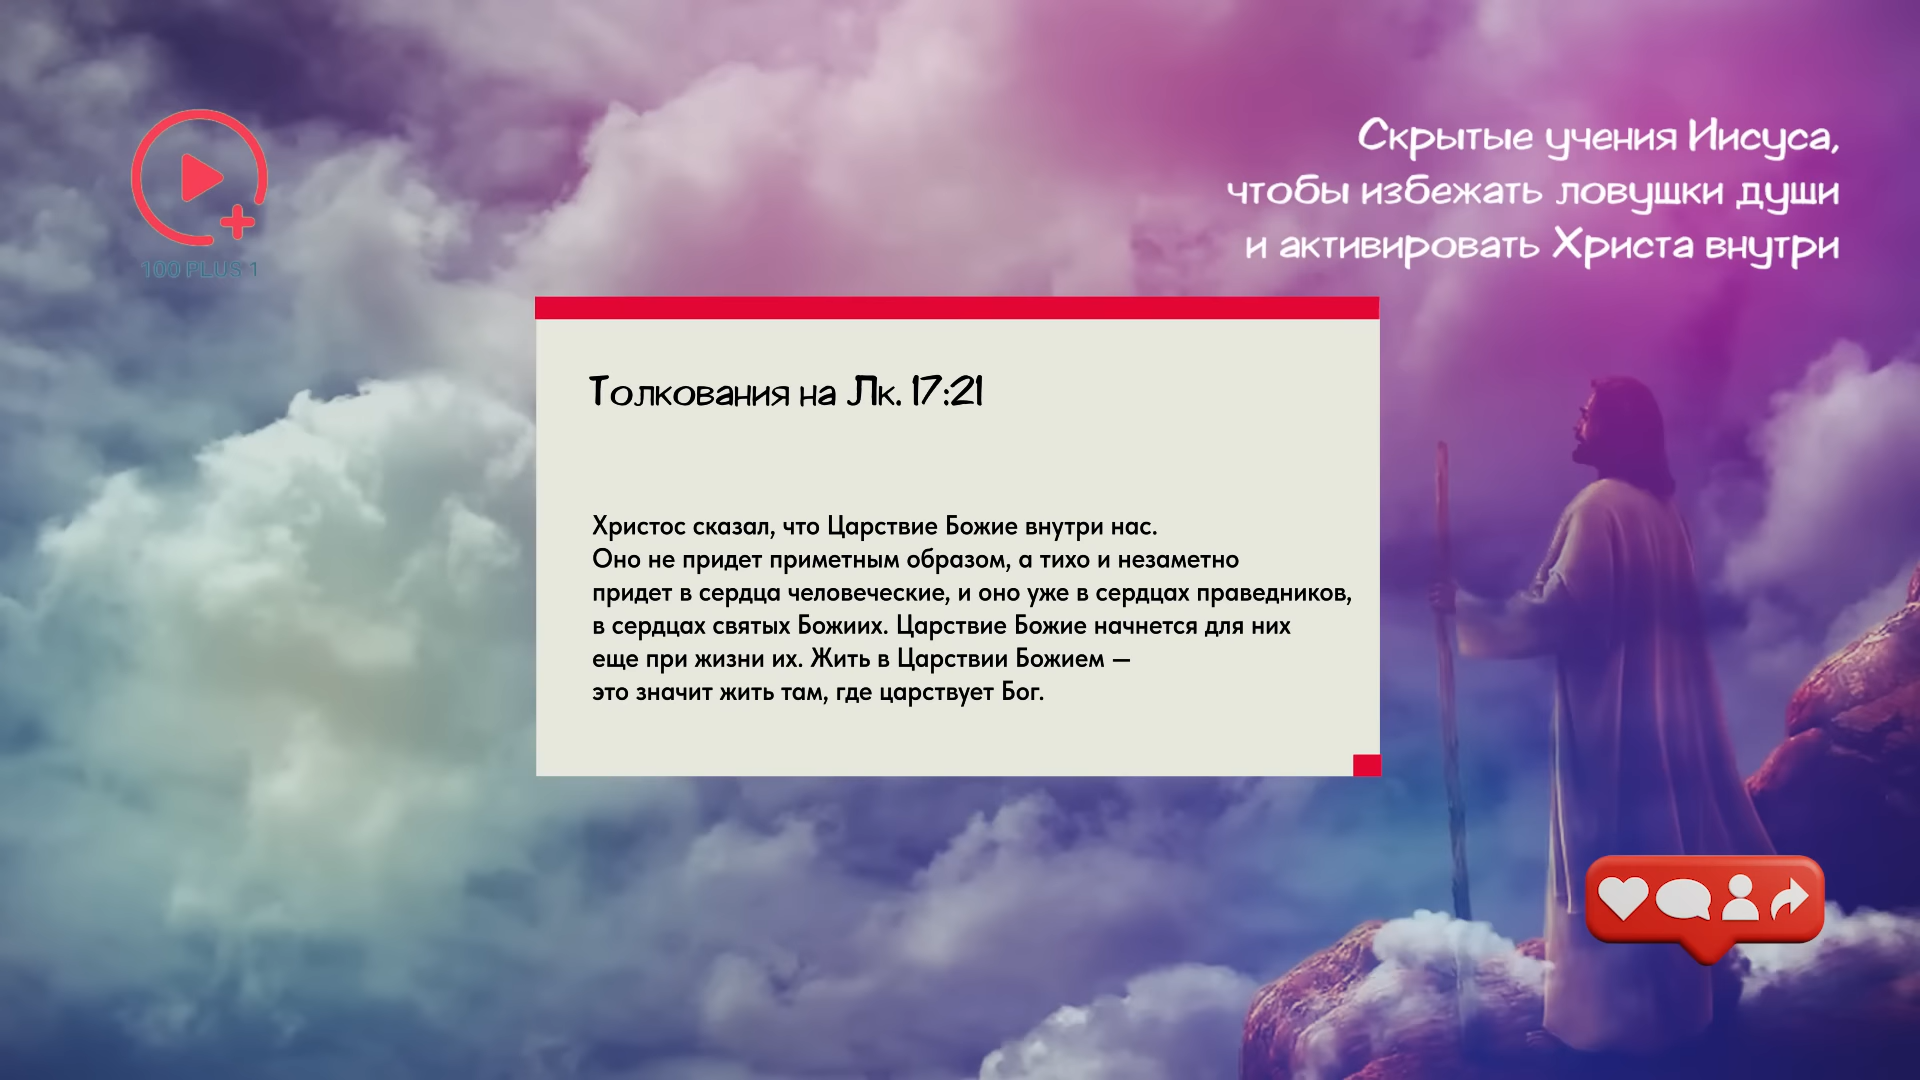 100 PLUS 1
Скрытые учения Иисуса,
чтобы избежать ловушки души
и активировать Христа внутри
Толкования на Лк. 17:21
Христос сказал, что Царствие Божие внутри нас.
Оно не придет приметным образом, а тихо и незаметно
придет в сердца человеческие, и оно уже в сердцах праведников,
в сердцах святых Божиих. Царствие Божие начнется для них
еще при жизни их. Жить в Царствии Божием —
это значит жить там, где царствует Бог.